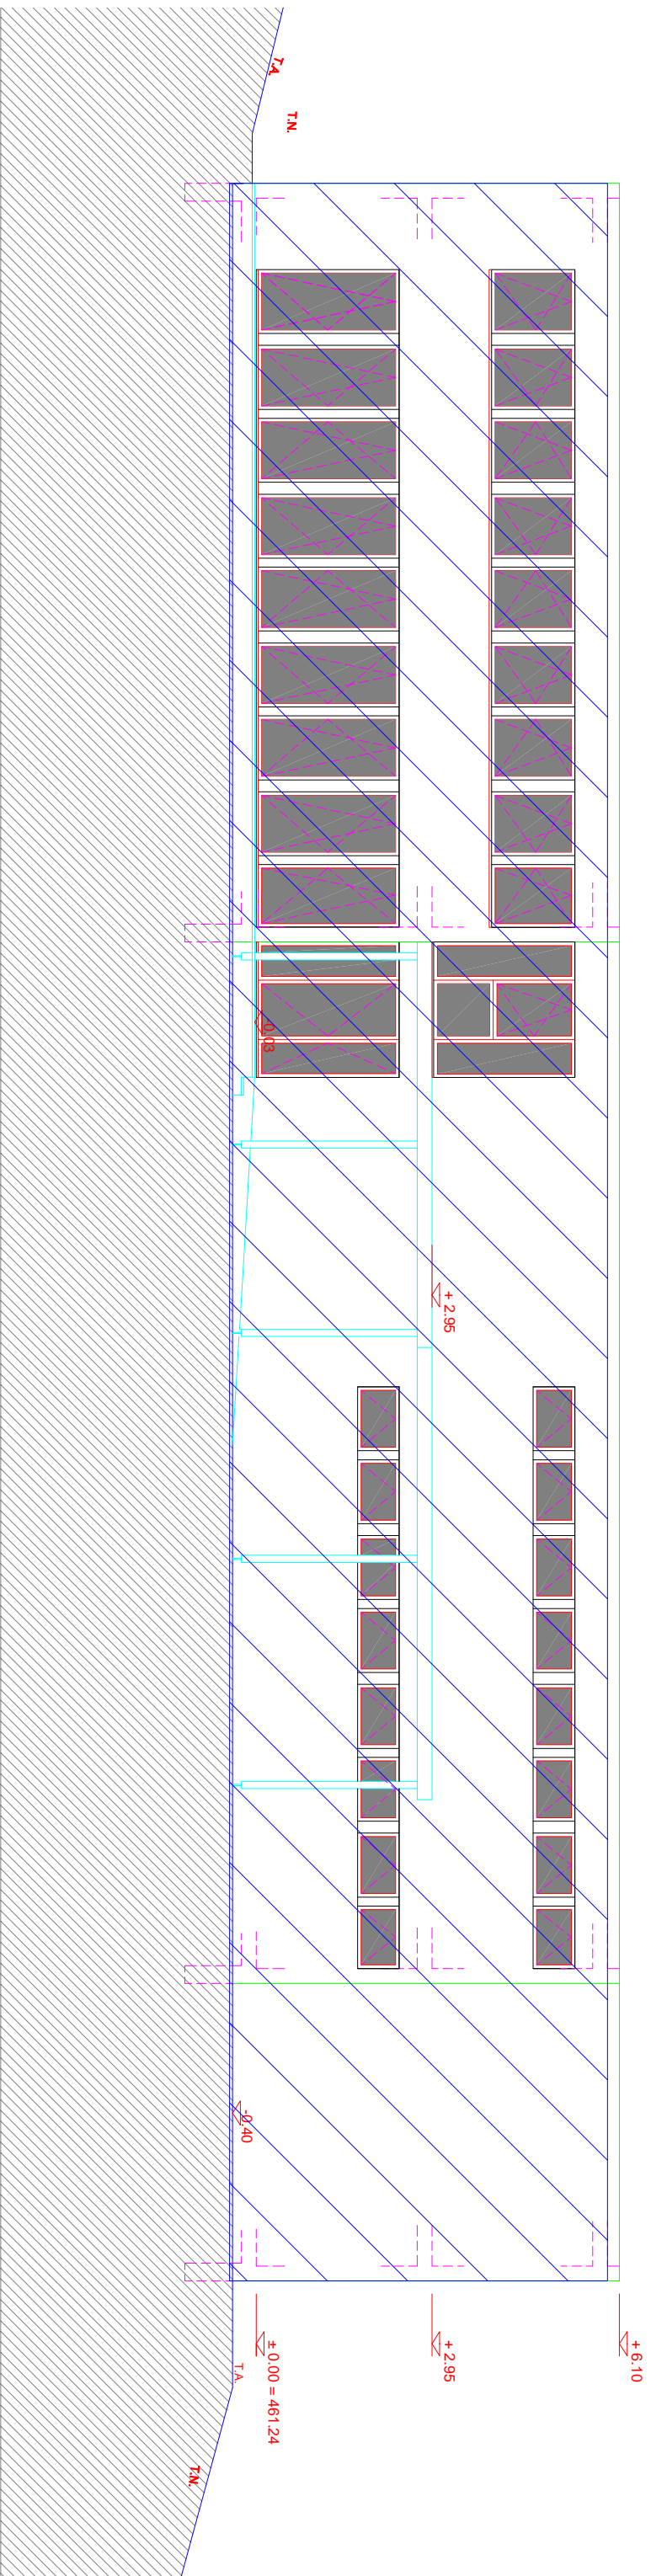 T.A.
T.N.
-0.03
+ 2.95
-0.40
+ 6.10
+ 2.95
± 0.00 = 461.24
T.A.
T.N.